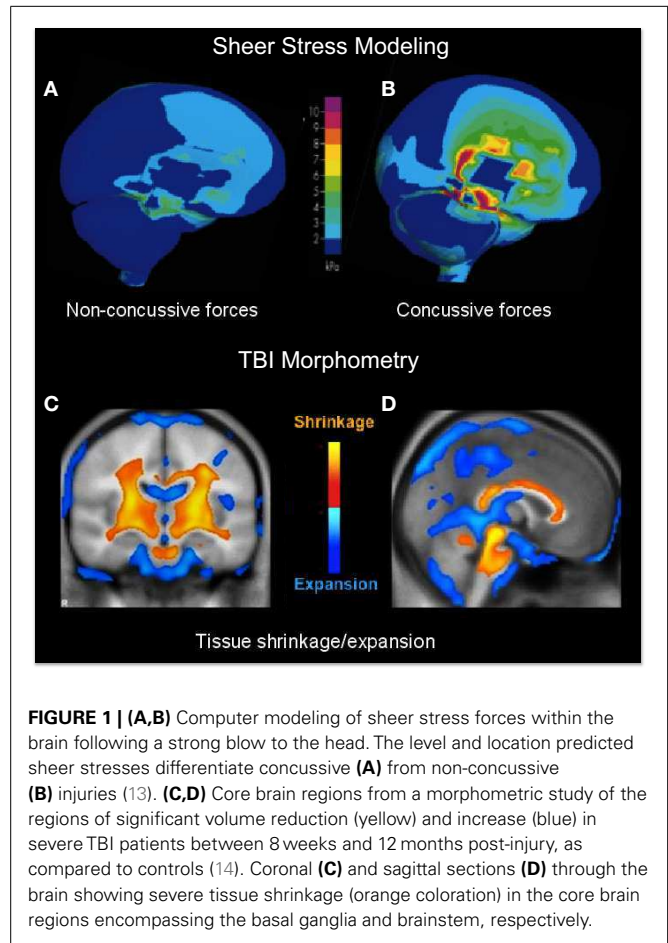 Sheer Stress Modeling
A
B
10
9
8
7
6
5
4
3
2
kPa
Non-concussive forces
Concussive forces
TBI Morphometry
C
D
Shrinkage
Expansion
R
Tissue shrinkage/expansion
FIGURE 1 | (A,B) Computer modeling of sheer stress forces within the
brain following a strong blow to the head. The level and location predicted
sheer stresses differentiate concussive (A) from non-concussive
(B) injuries (13). (C,D) Core brain regions from a morphometric study of the
regions of significant volume reduction (yellow) and increase (blue) in
severe TBI patients between 8 weeks and 12 months post-injury, as
compared to controls (14). Coronal (C) and sagittal sections (D) through the
brain showing severe tissue shrinkage (orange coloration) in the core brain
regions encompassing the basal ganglia and brainstem, respectively.